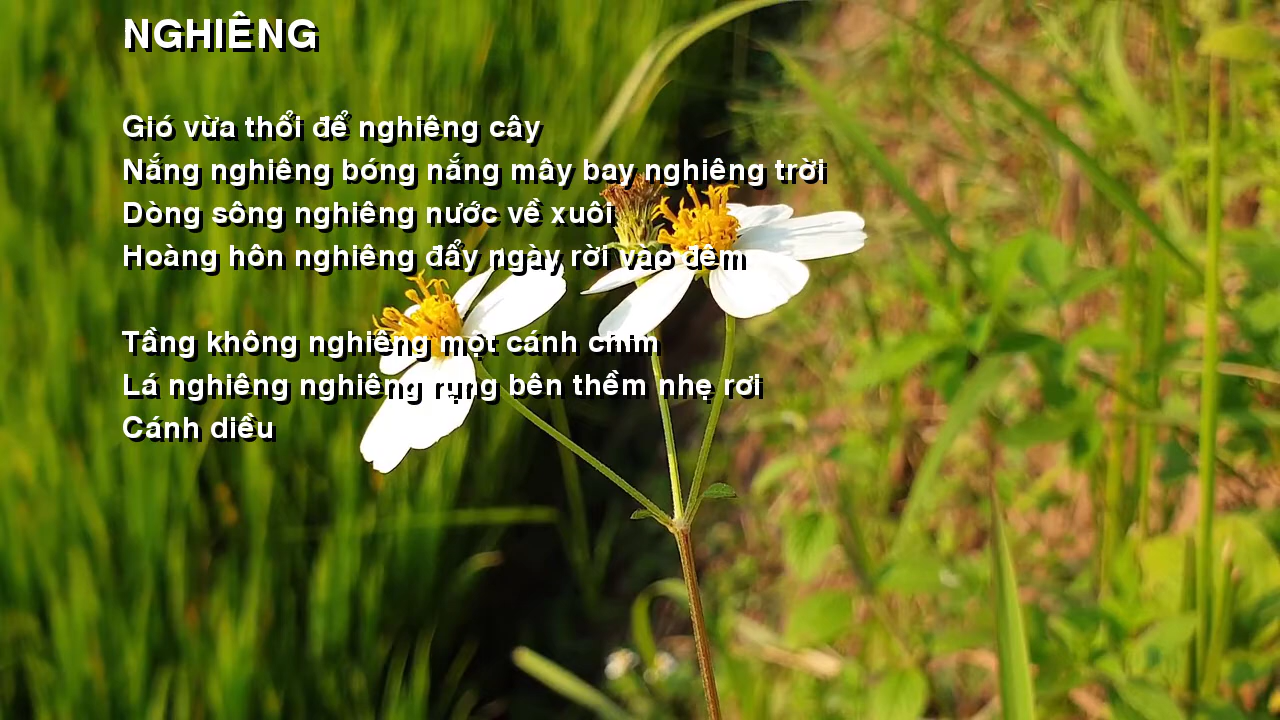 NGHIÊNG
Gió vừa thổi để nghiêng cây
Nắng nghiêng bóng nắng mây bay nghiêng trời
Dòng sông nghiêng nước về xuôi
Hoàng hôn nghiêng đẩy ngày rời vào đêm
Tầng không nghiêng một cánh chim
Lá nghiêng nghiêng rụng bên thềm nhẹ rơi
Cánh diều